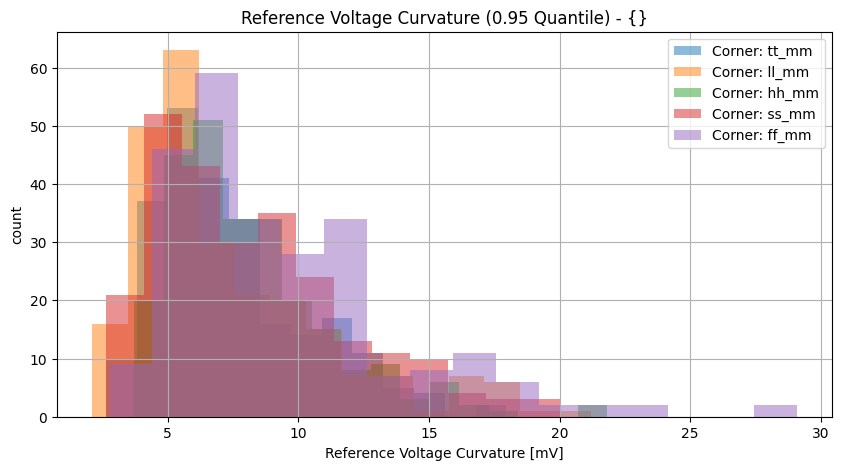 Reference Voltage Curvature (0.95 Quantile) - {}
Corner: tt_mm
Corner: ll_mm
Corner: hh_mm
Corner: ss_mm
Corner: ff_mm
count
60
50
40
30
20
10
0
5
10
15
20
25
30
Reference Voltage Curvature [mV]